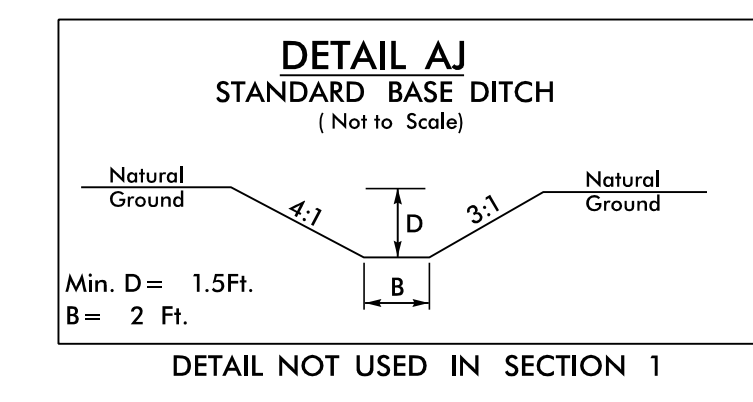 DETAIL AJ
STANDARD BASE DITCH
( Not to Scale)
Natural
Ground
4:1
D
3:1
Natural
Ground
B
Min. D = 1.5Ft.
B = 2 Ft.
DETAIL NOT USED IN SECTION 1